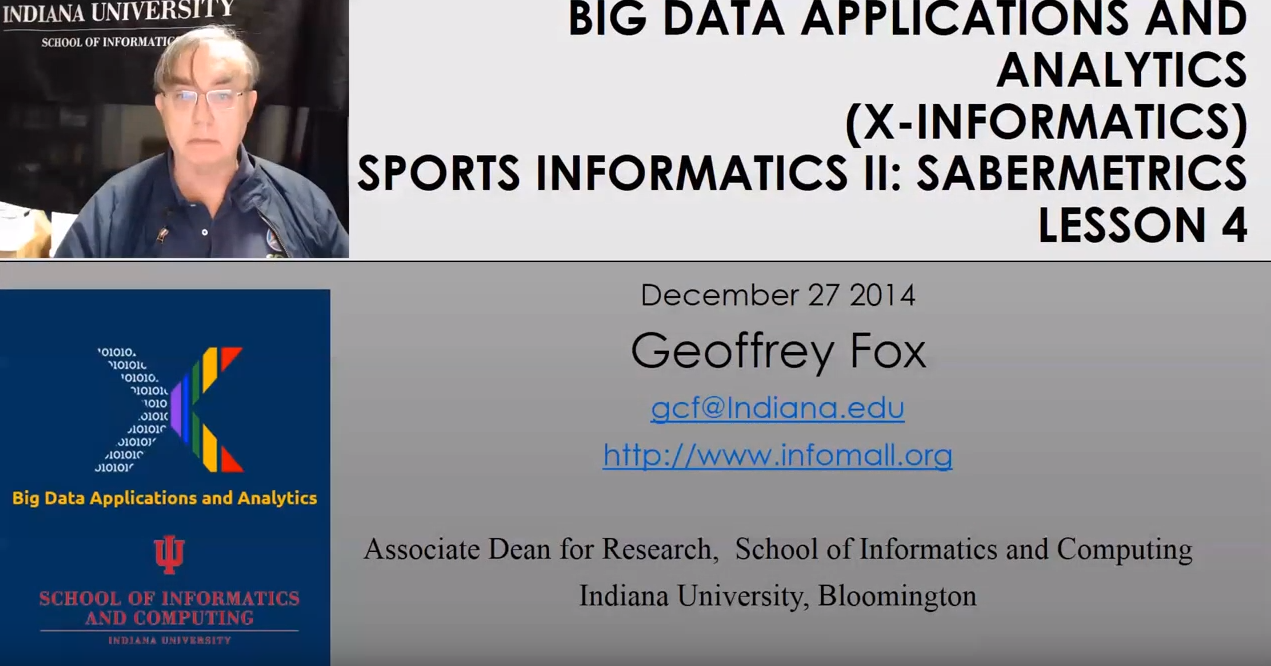 INDIANA UNIVERSITY
SCHOOL OF INFORMATIC
BIG DATA APPLICATIONS AND
ANALYTICS
(X-INFORMATICS)
SPORTS INFORMATICS II: SABERMETRICS
LESSON 4
December 27 2014
Geoffrey Fox
gcf@Indiana.edu
http://www.infomall.org
Associate Dean for Research, School of Informatics and Computing
Indiana University, Bloomington
Big Data Applications and Analytics
SCHOOL OF INFORMATICS
AND COMPUTING
INDIANA UNIVERSITY